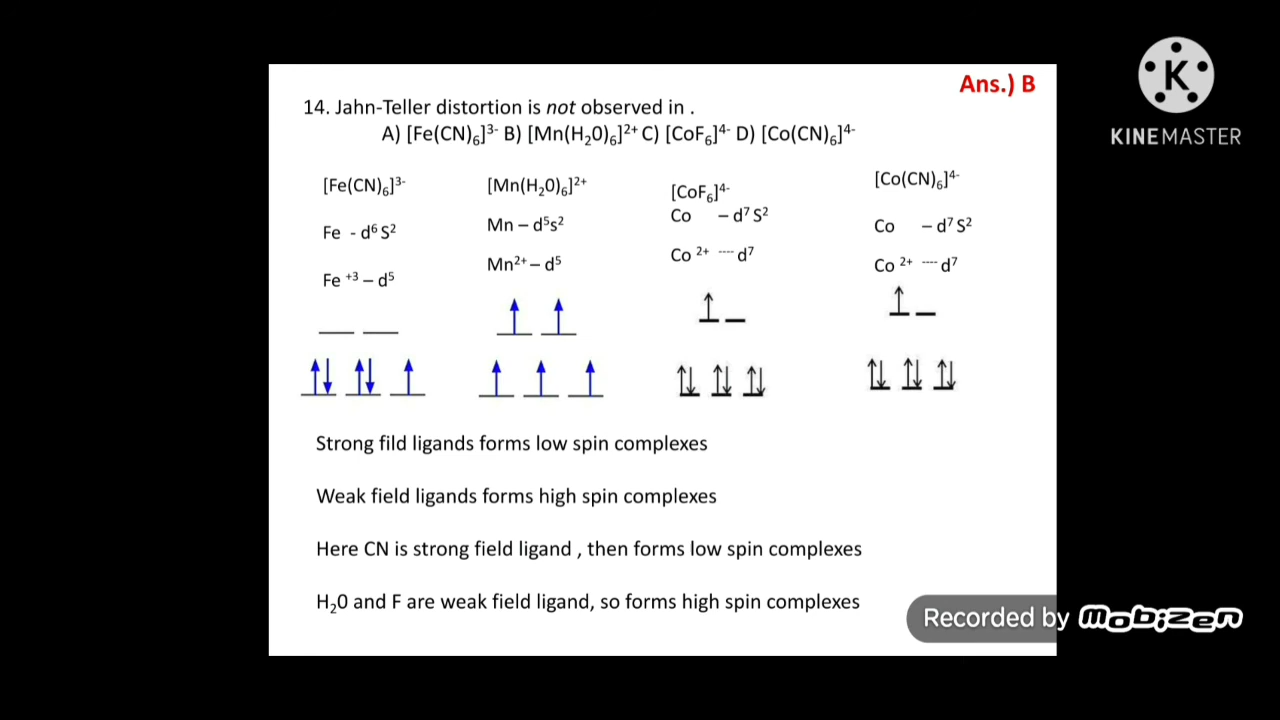 Ans.) B
14. Jahn-Teller distortion is not observed in .
A) [Fe(CN)₆]³⁻ B) [Mn(H₂0)₆]²⁺ C) [CoF₆]⁴⁻ D) [Co(CN)₆]⁴⁻
[Fe(CN)₆]³⁻ [Mn(H₂0)₆]²⁺ [CoF₆]⁴⁻ [Co(CN)₆]⁴⁻
Fe - d⁶ S² Mn – d⁵s² Co – d⁷ S² Co – d⁷ S²
Fe ⁺³ – d⁵ Mn²⁺ – d⁵ Co ²⁺ ---- d⁷ Co ²⁺ ---- d⁷
Strong fild ligands forms low spin complexes
Weak field ligands forms high spin complexes
Here CN is strong field ligand , then forms low spin complexes
H₂0 and F are weak field ligand, so forms high spin complexes
K
KINEMASTER
Recorded by Mobizen